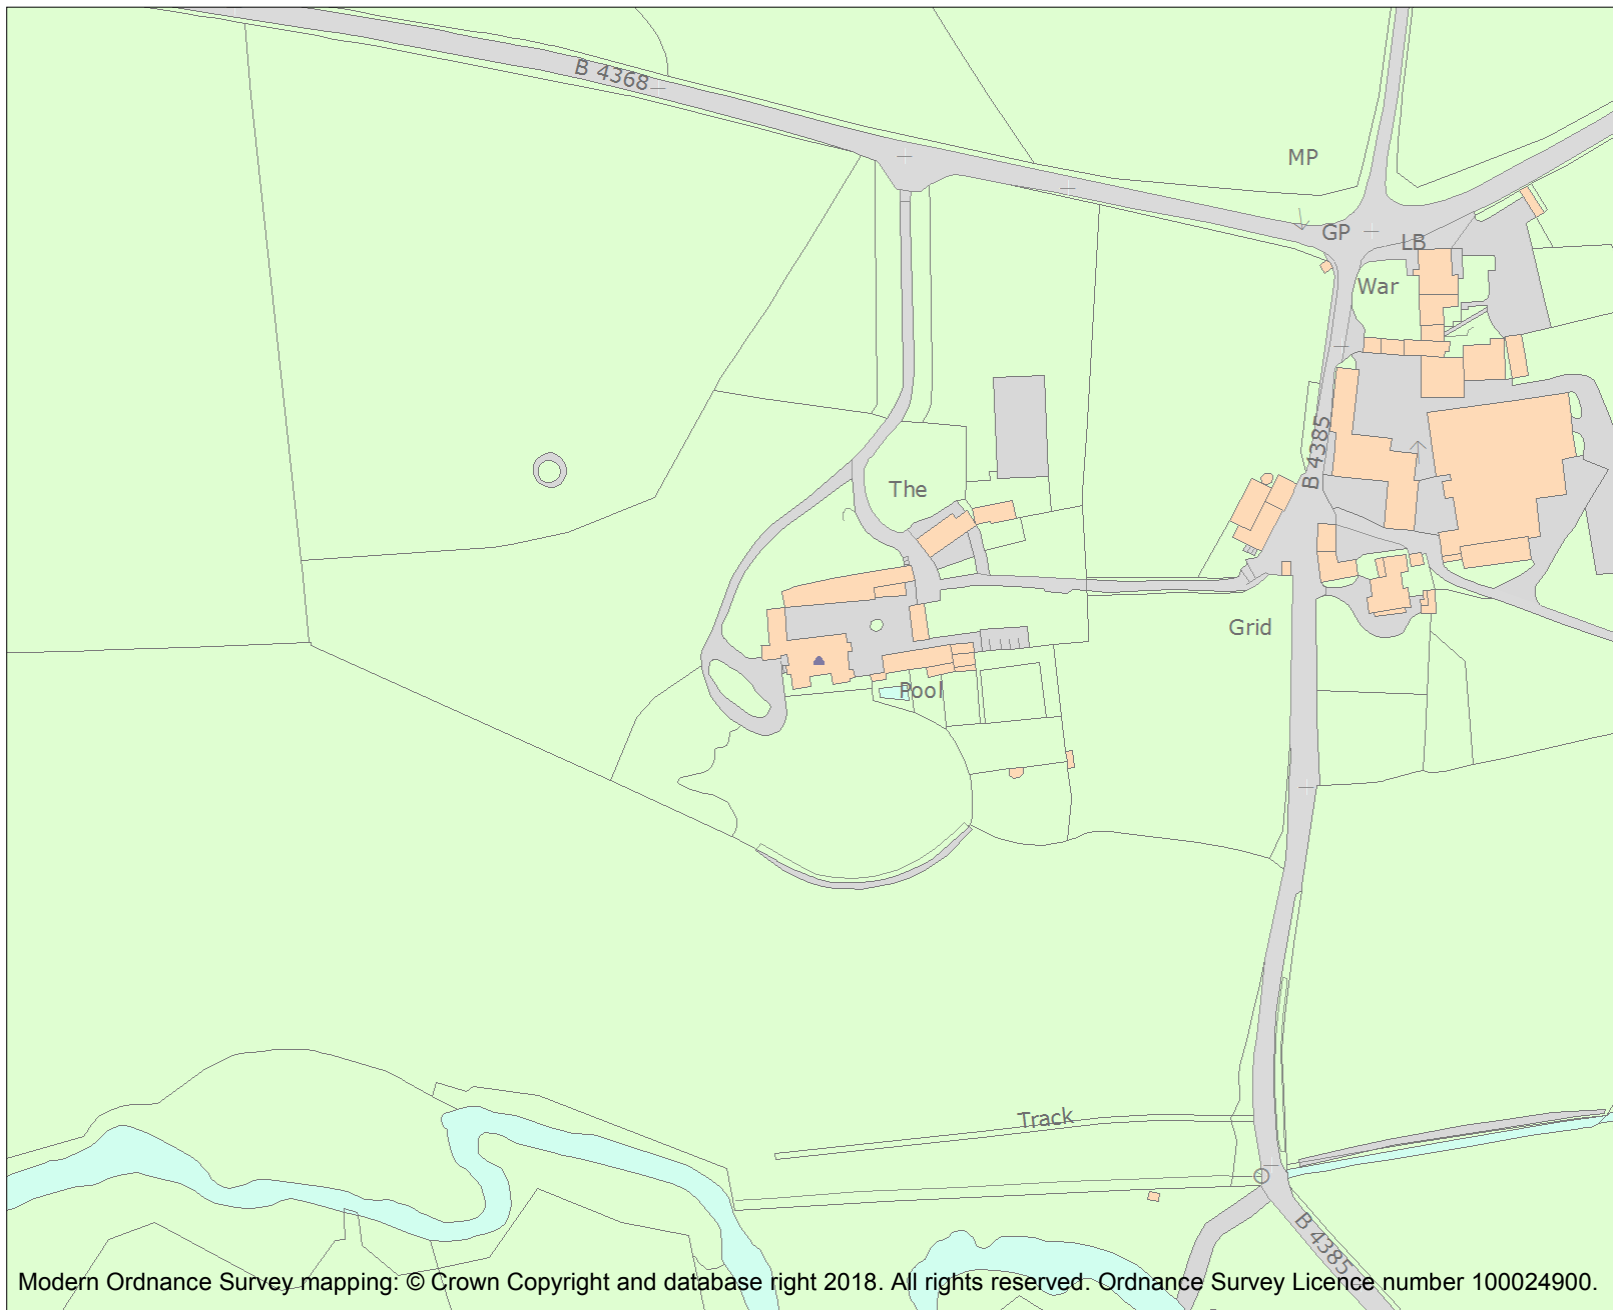 B 4368
MP
GP
LB
War
B 4385
The
Grid
Pool
Track
B 4385
Modern Ordnance Survey mapping: © Crown Copyright and database right 2018. All rights reserved. Ordnance Survey Licence number 100024900.